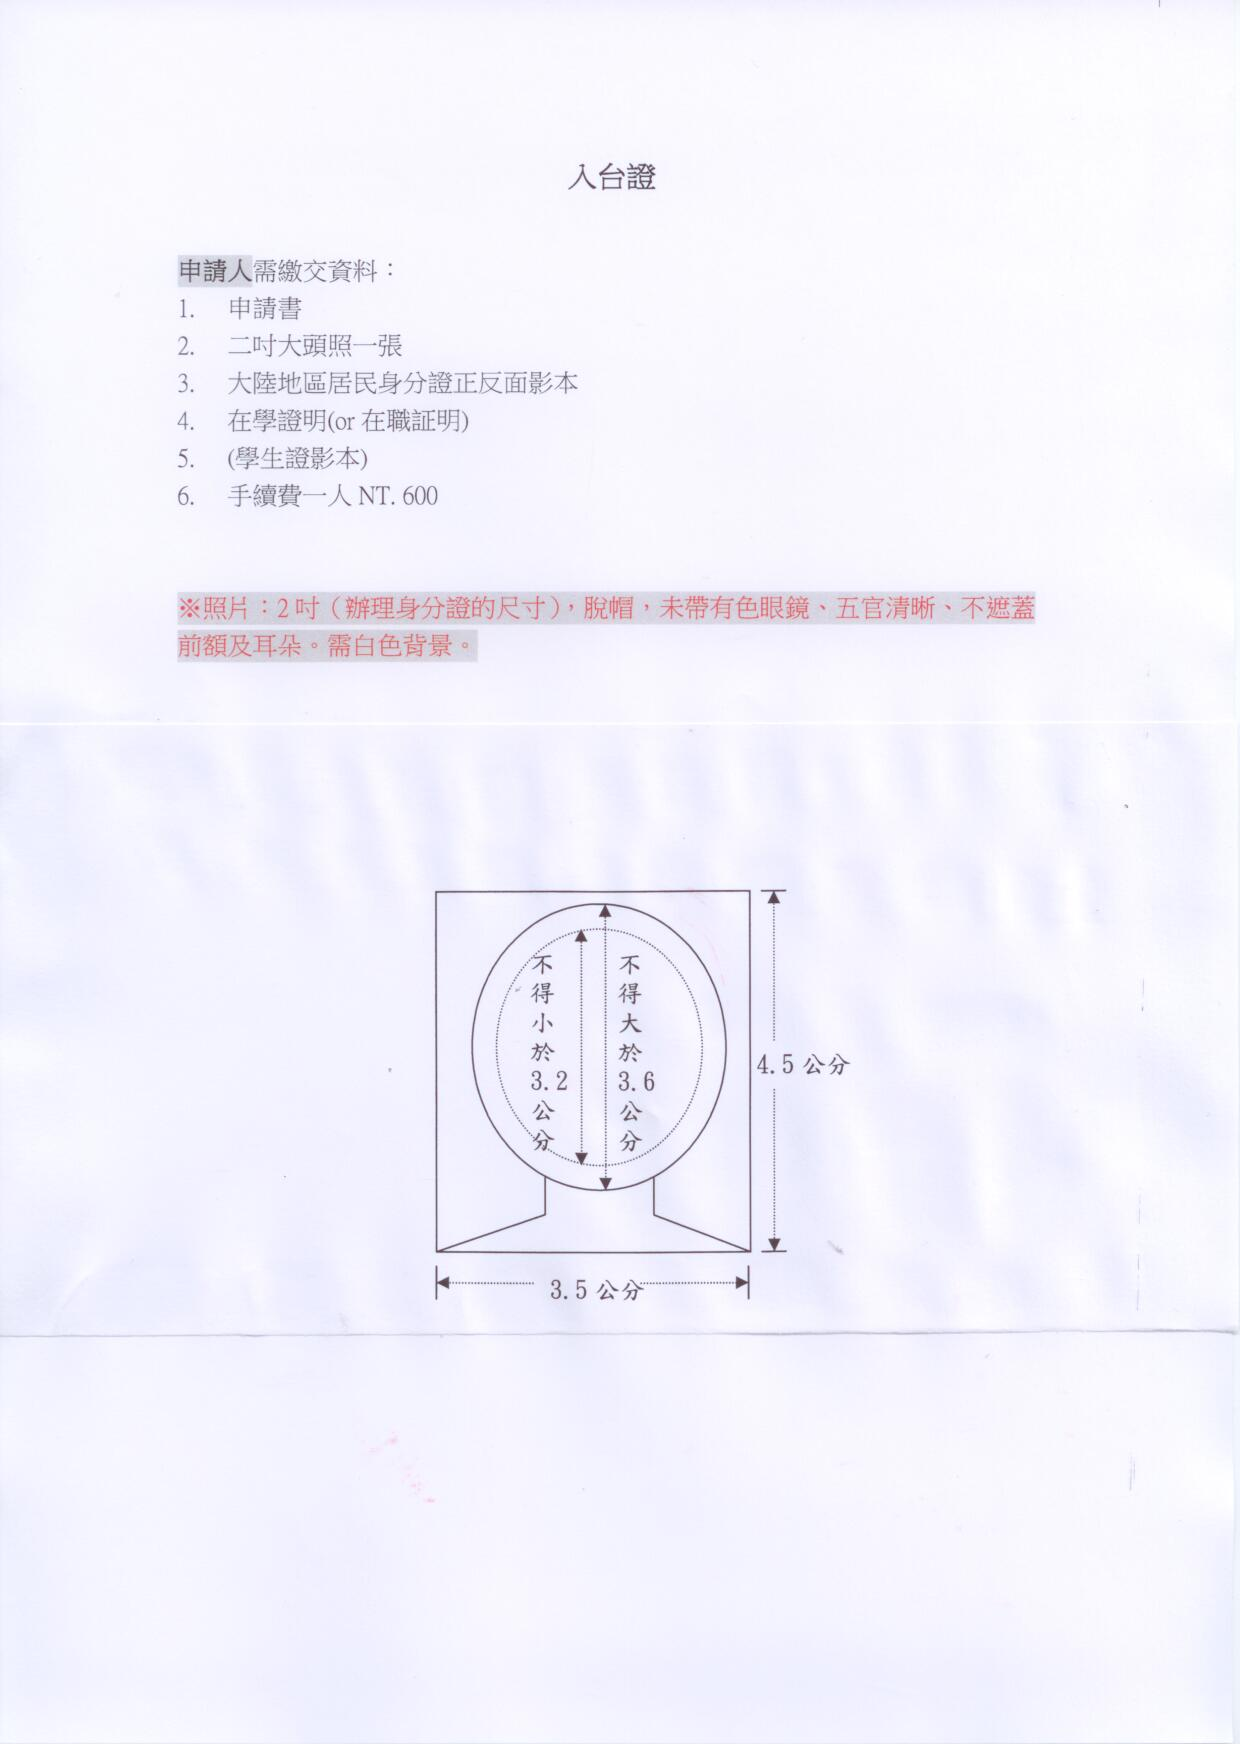 入台證
申請人需繳交資料：
1. 申請書
2. 二吋大頭照一張
3. 大陸地區居民身分證正反面影本
4. 在學證明(or 在職証明)
5. (學生證影本)
6. 手續費一人 NT. 600
※照片：2 吋（辦理身分證的尺寸），脫帽，未帶有色眼鏡、五官清晰、不遮蓋
前額及耳朵。需白色背景。
不得小於3.2公分
不得大於3.6公分
4.5 公分
3.5 公分